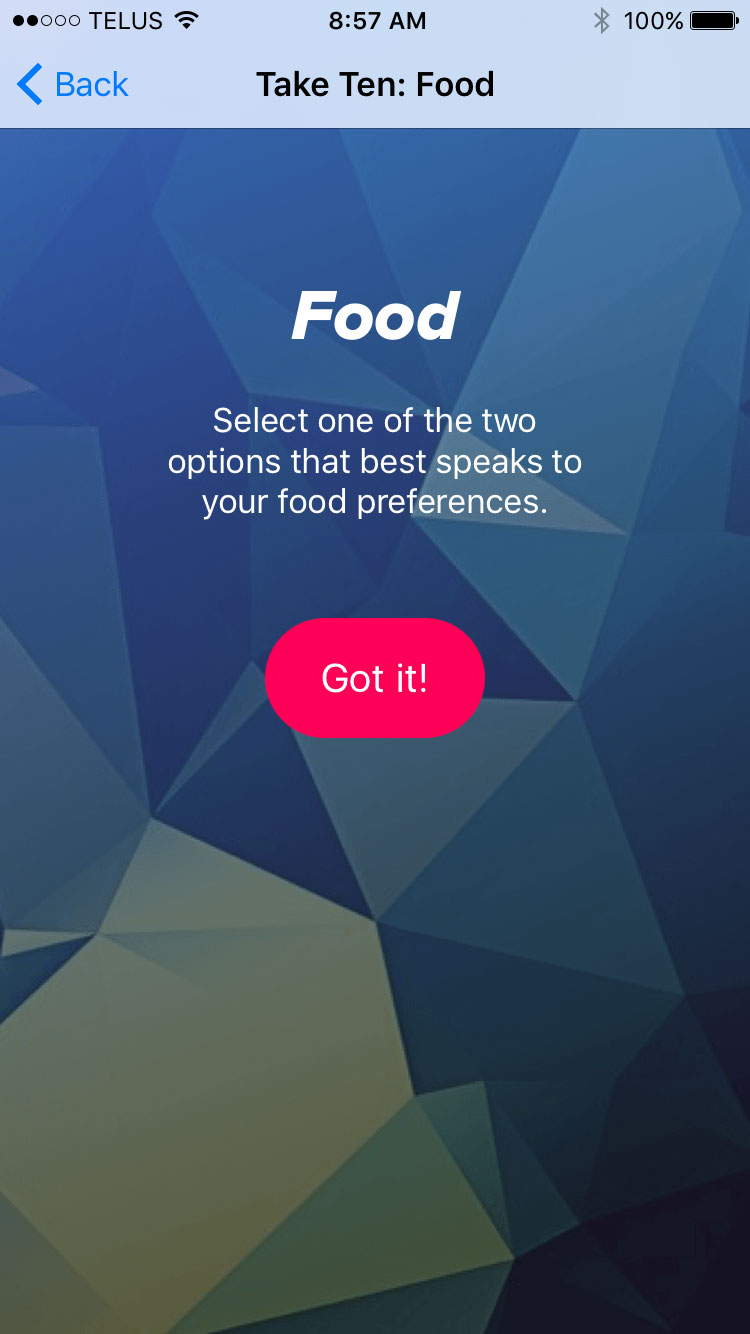 TELUS 8:57 AM 100%
Back Take Ten: Food
Food
Select one of the two
options that best speaks to
your food preferences.
Got it!